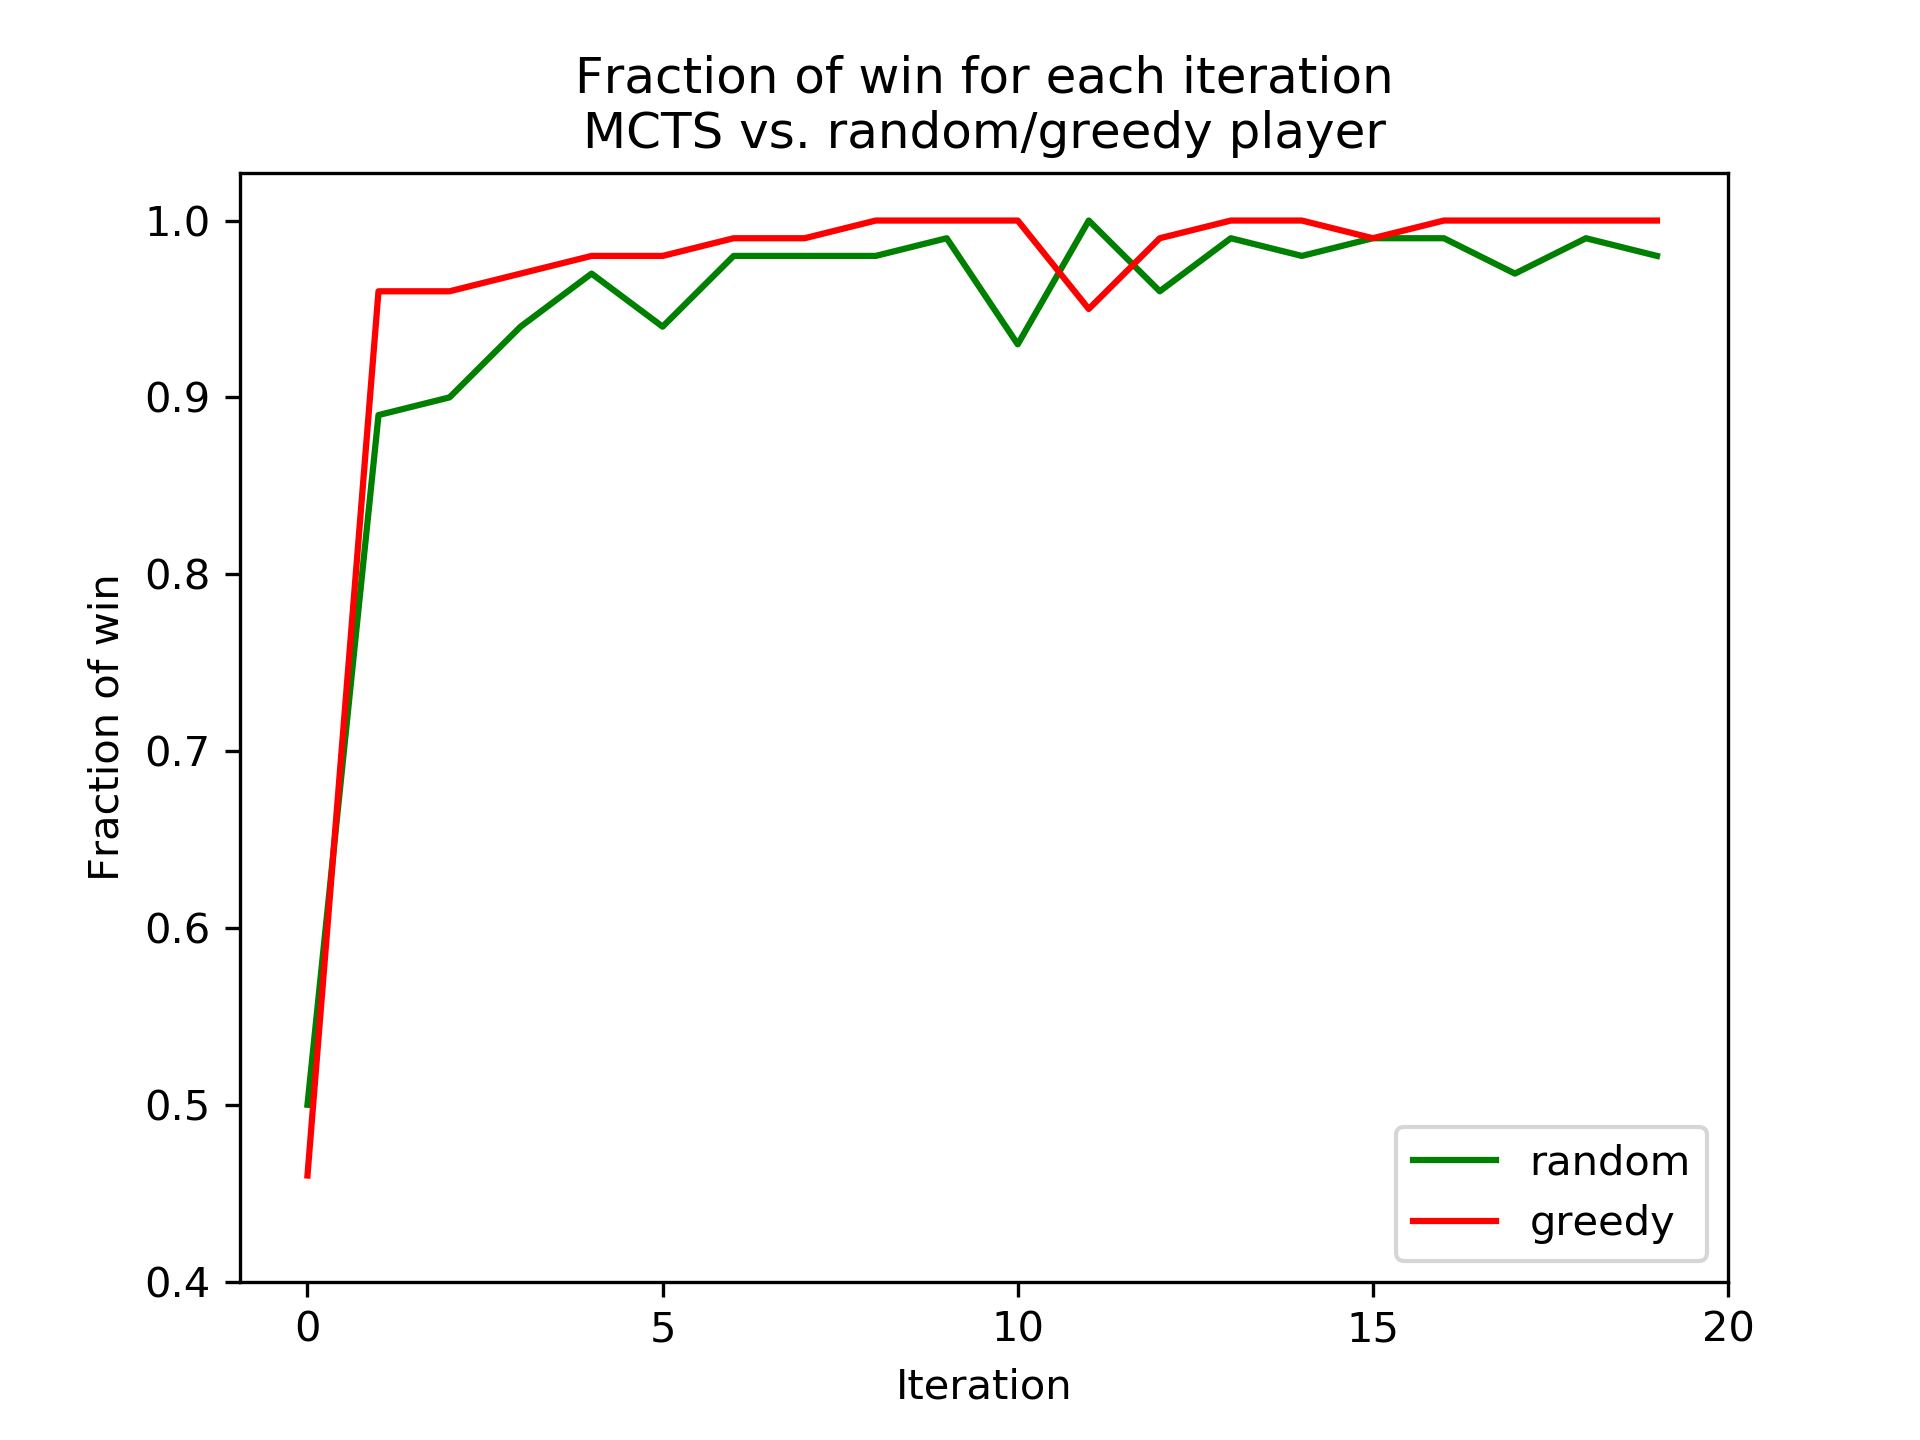 Fraction of win for each iteration
MCTS vs. random/greedy player
1.0
0.9
0.8
0.7
0.6
0.5
0.4
Fraction of win
random
greedy
0 5 10 15 20
Iteration